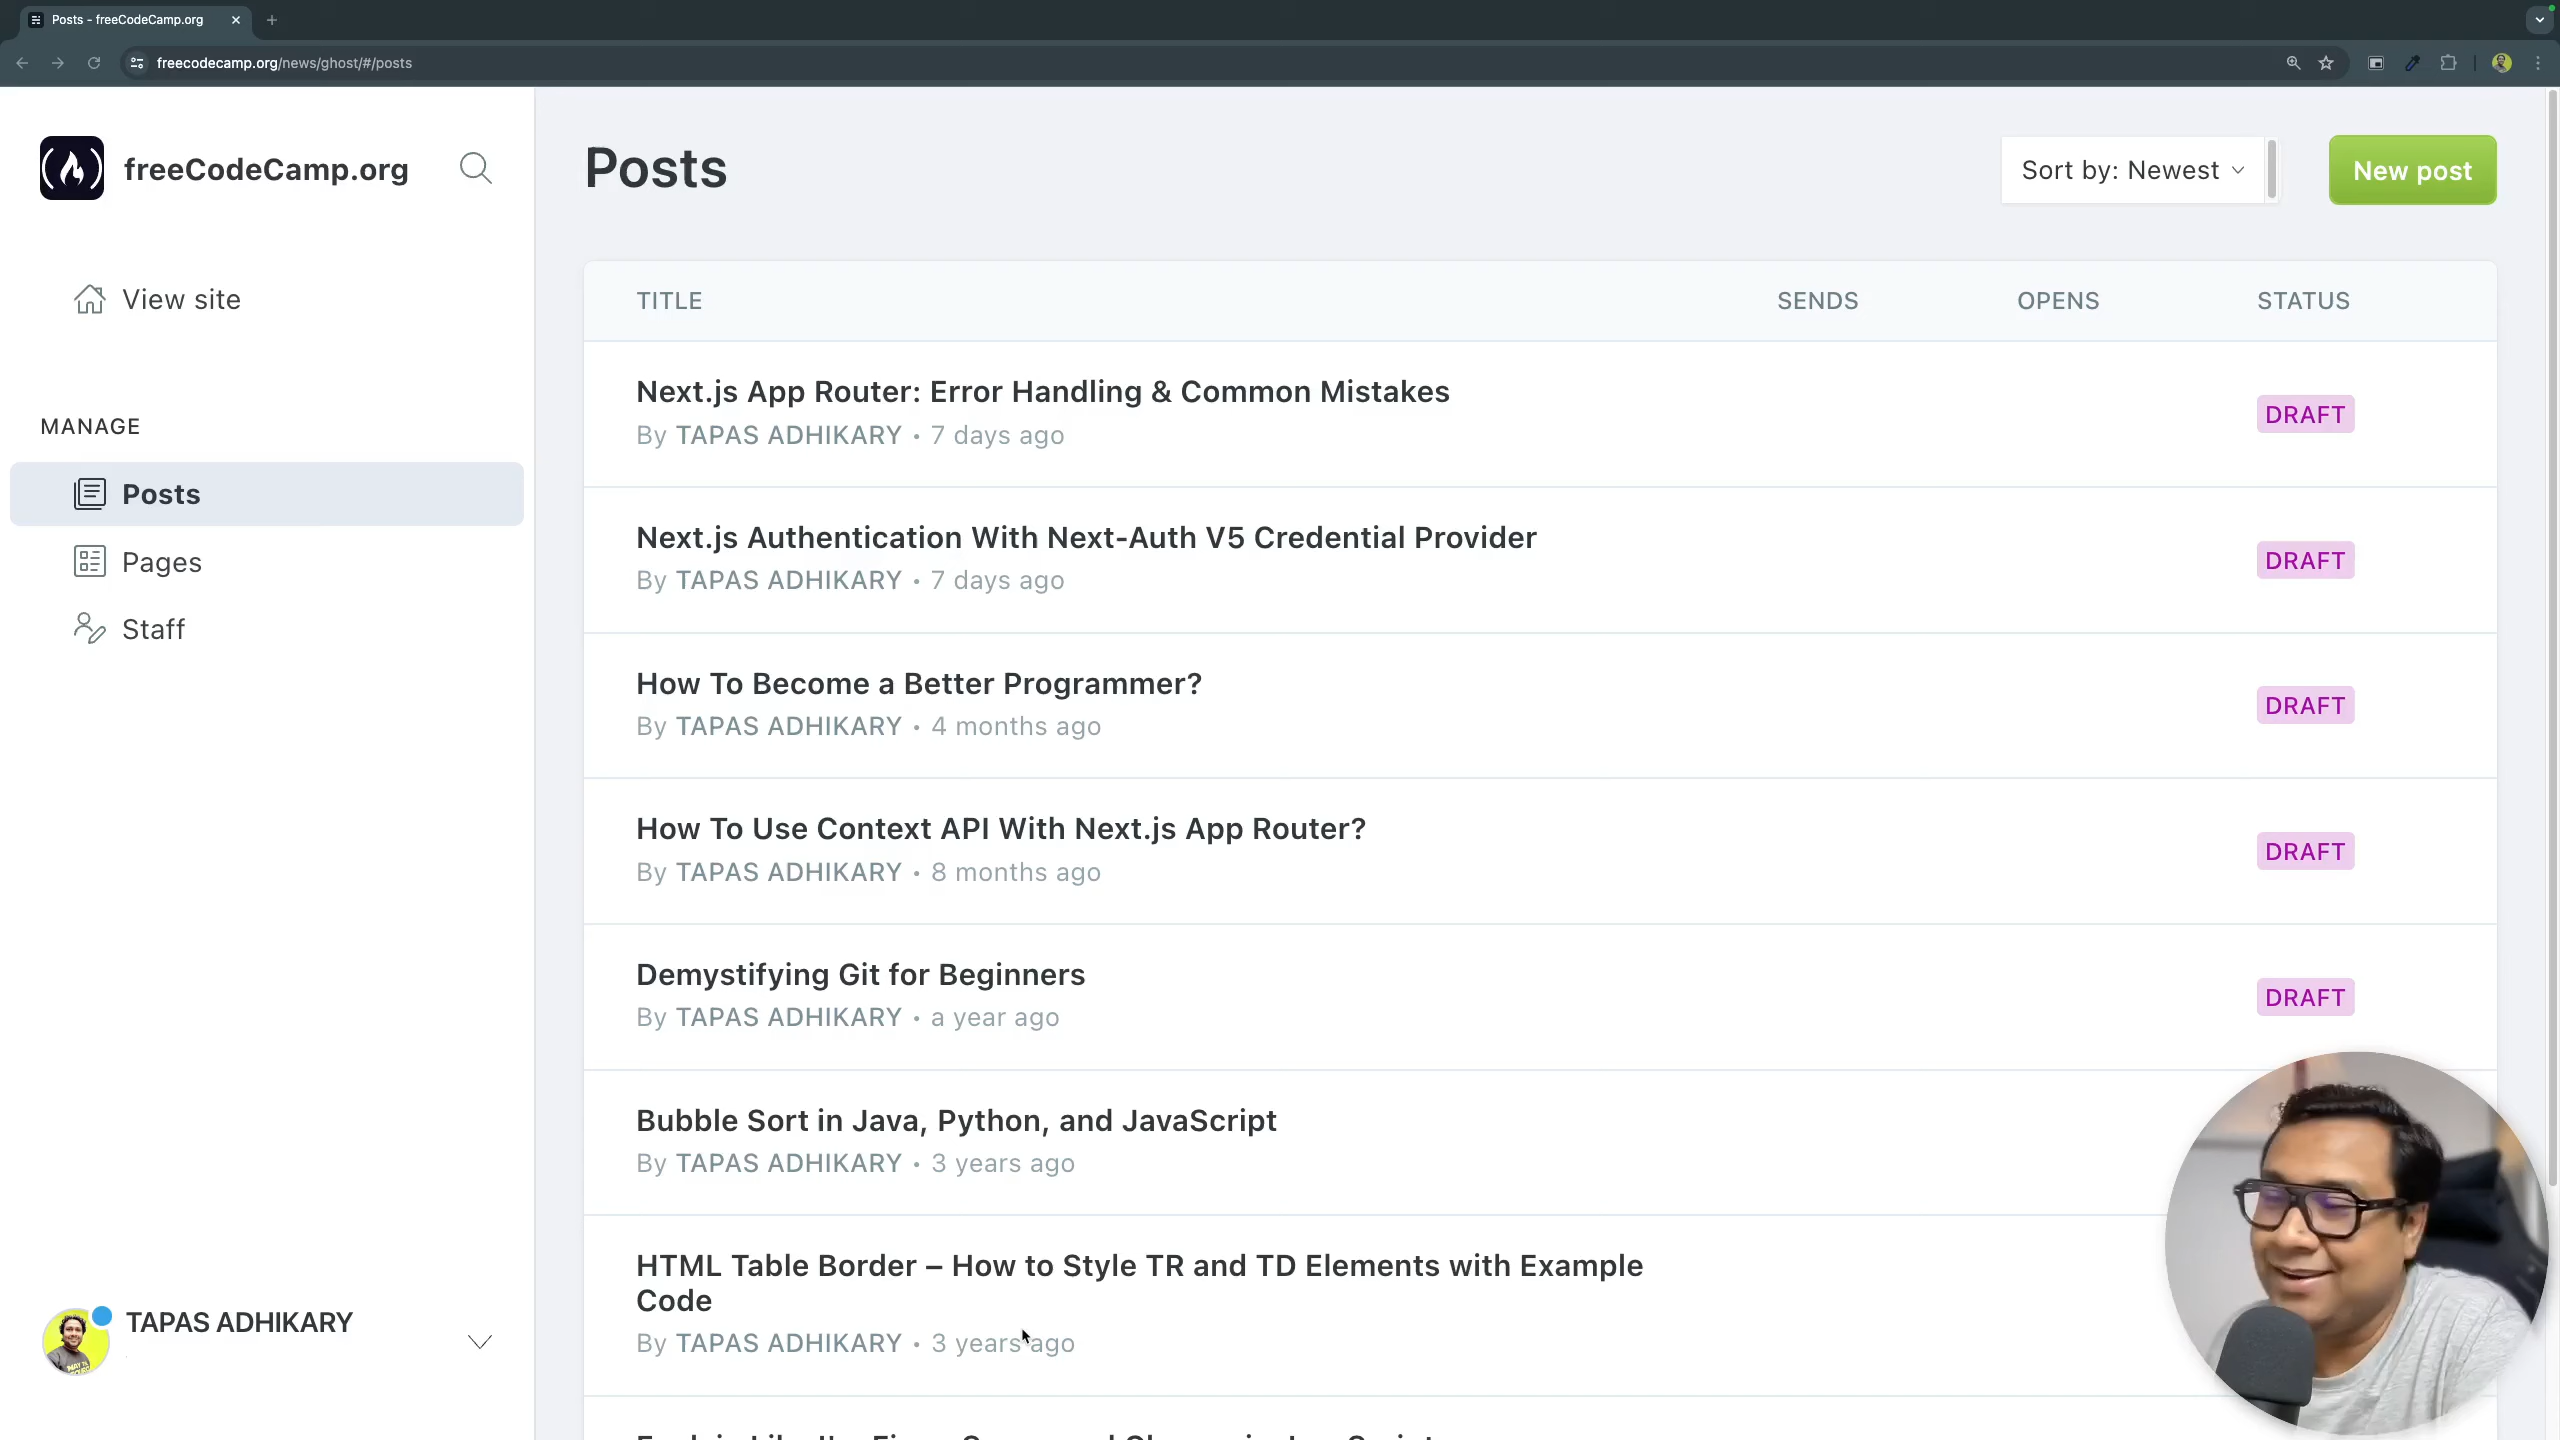 Posts - freeCodeCamp.org
freecodecamp.org/news/ghost/#/posts
freeCodeCamp.org
View site
MANAGE
Posts
Pages
Staff
TAPAS ADHIKARY
Posts
Sort by: Newest
New post
TITLE SENDS OPENS STATUS
Next.js App Router: Error Handling & Common Mistakes
By TAPAS ADHIKARY • 7 days ago
DRAFT
Next.js Authentication With Next-Auth V5 Credential Provider
By TAPAS ADHIKARY • 7 days ago
DRAFT
How To Become a Better Programmer?
By TAPAS ADHIKARY • 4 months ago
DRAFT
How To Use Context API With Next.js App Router?
By TAPAS ADHIKARY • 8 months ago
DRAFT
Demystifying Git for Beginners
By TAPAS ADHIKARY • a year ago
DRAFT
Bubble Sort in Java, Python, and JavaScript
By TAPAS ADHIKARY • 3 years ago
HTML Table Border – How to Style TR and TD Elements with Example
Code
By TAPAS ADHIKARY • 3 years ago